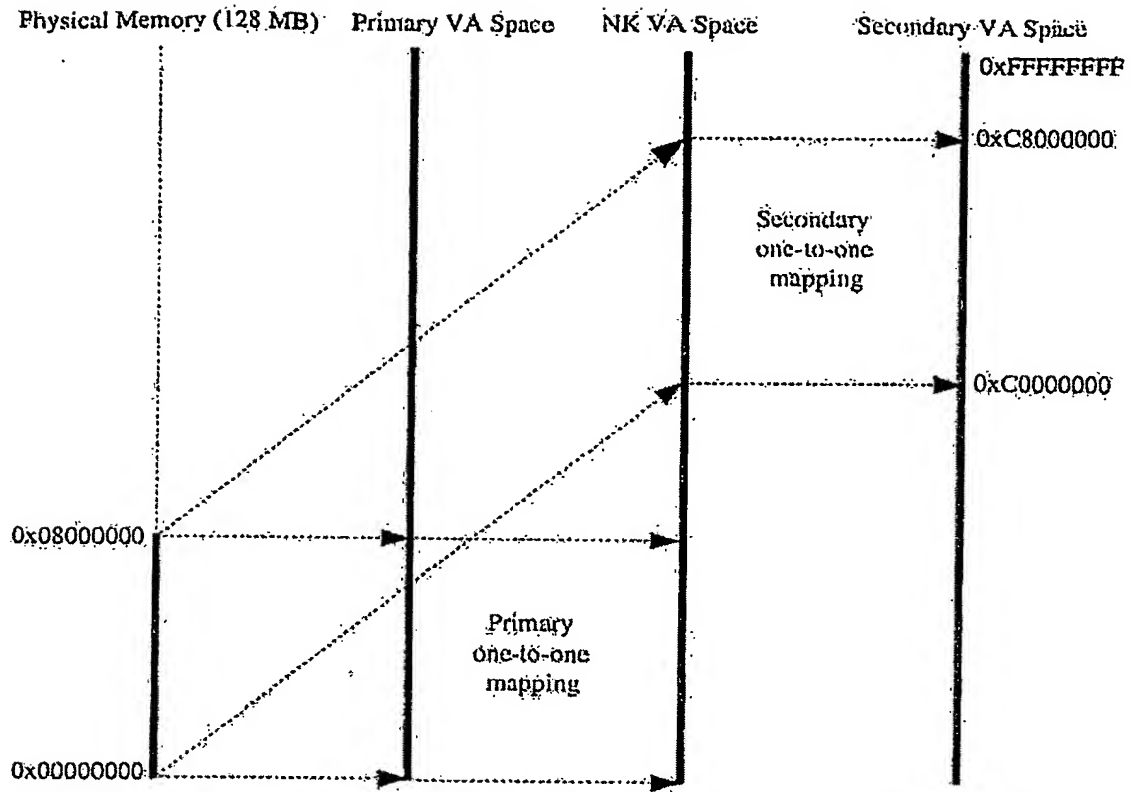 Physical Memory (128 MB) Primary VA Space NK VA Space Secondary VA Space
0xFFFFFFFF
0xC8000000
Secondary
one-to-one
mapping
0xC0000000
0x08000000
Primary
one-to-one
mapping
0x00000000